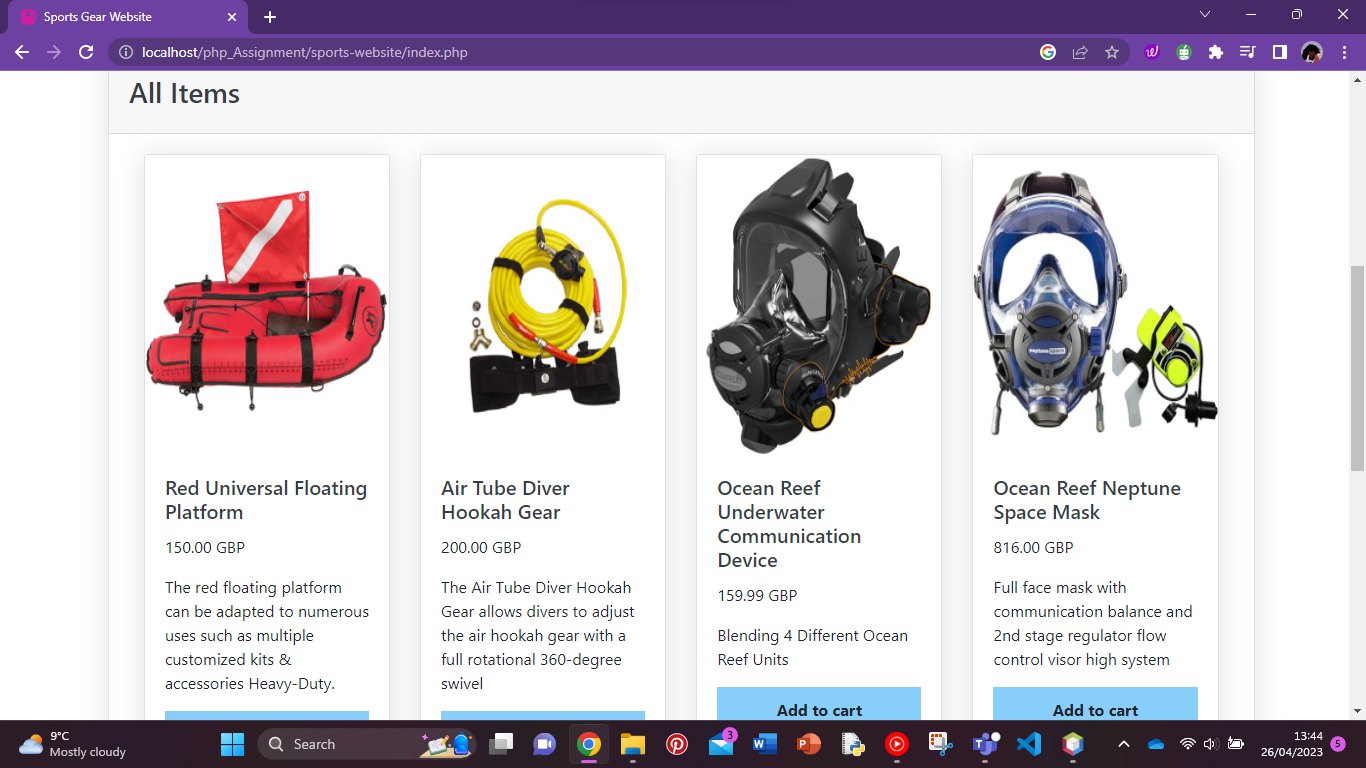 Sports Gear Website
localhost/php_Assignment/sports-website/index.php
All Items
Red Universal Floating
Platform
150.00 GBP
The red floating platform
can be adapted to numerous
uses such as multiple
customized kits &
accessories Heavy-Duty.
Air Tube Diver
Hookah Gear
200.00 GBP
The Air Tube Diver Hookah
Gear allows divers to adjust
the air hookah gear with a
full rotational 360-degree
swivel
Ocean Reef
Underwater
Communication
Device
159.99 GBP
Blending 4 Different Ocean
Reef Units
Add to cart
Ocean Reef Neptune
Space Mask
816.00 GBP
Full face mask with
communication balance and
2nd stage regulator flow
control visor high system
Add to cart
9°C
Mostly cloudy
Search
3
13:44
26/04/2023
5